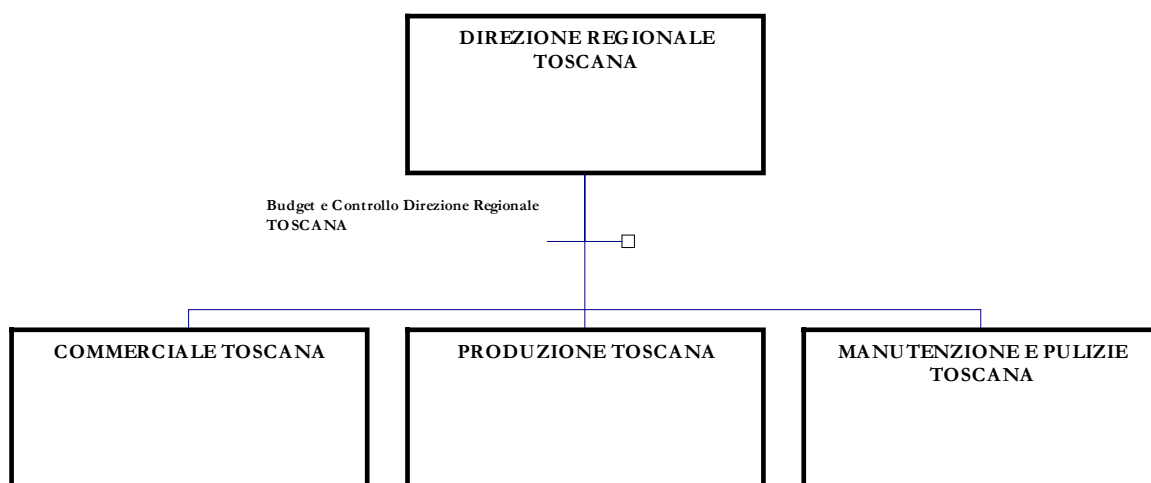 DIREZIONE REGIONALE
TOSCANA
Budget e Controllo Direzione Regionale
TOSCANA
COMMERCIALE TOSCANA
PRODUZIONE TOSCANA
MANUTENZIONE E PULIZIE
TOSCANA